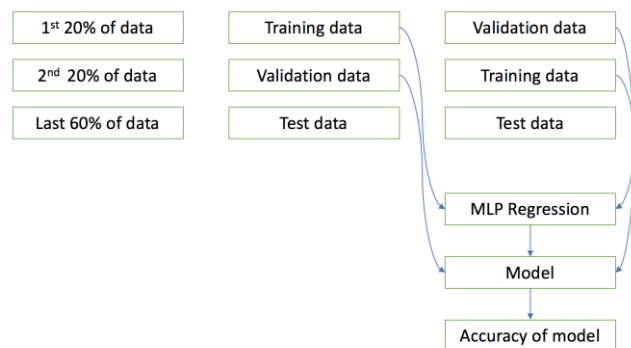 1st 20% of data
Training data
Validation data
2nd 20% of data
Validation data
Training data
Last 60% of data
Test data
Test data
MLP Regression
Model
Accuracy of model